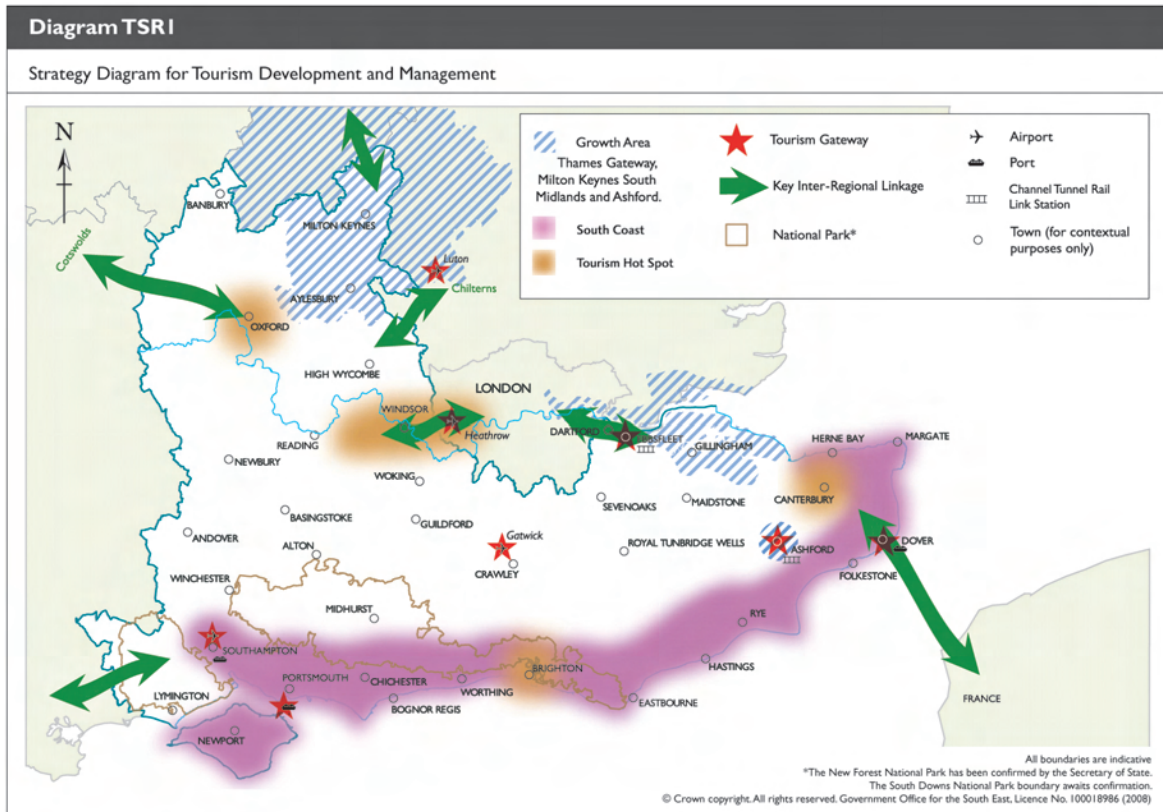 Diagram TSR1
Strategy Diagram for Tourism Development and Management
N
Growth Area
Thames Gateway,
Milton Keynes South
Midlands and Ashford.
South Coast
Tourism Hot Spot
Tourism Gateway
Key Inter-Regional Linkage
National Park*
Airport
Port
Channel Tunnel Rail
Link Station
Town (for contextual
purposes only)
BANBURY
MILTON KEYNES
Cotswolds
Luton
AYLESBURY
Chilterns
OXFORD
HIGH WYCOMBE
LONDON
WINDSOR
Heathrow
READING
DARTFORD
EBSFLEET
GILLINGHAM
HERNE BAY
MARGATE
NEWBURY
WOKING
CANTERBURY
SEVENOAKS
MAIDSTONE
BASINGSTOKE
GUILDFORD
ANDOVER
Gatwick
ALTON
ROYAL TUNBRIDGE WELLS
ASHFORD
DOVER
CRAWLEY
FOLKESTONE
WINCHESTER
MIDHURST
RYE
SOUTHAMPTON
BRIGHTON
HASTINGS
PORTSMOUTH
CHICHESTER
WORTHING
LYMINGTON
BOGNOR REGIS
EASTBOURNE
FRANCE
NEWPORT
All boundaries are indicative
*The New Forest National Park has been confirmed by the Secretary of State.
The South Downs National Park boundary awaits confirmation.
© Crown copyright. All rights reserved. Government Office for the South East, Licence No. 100018986 (2008)